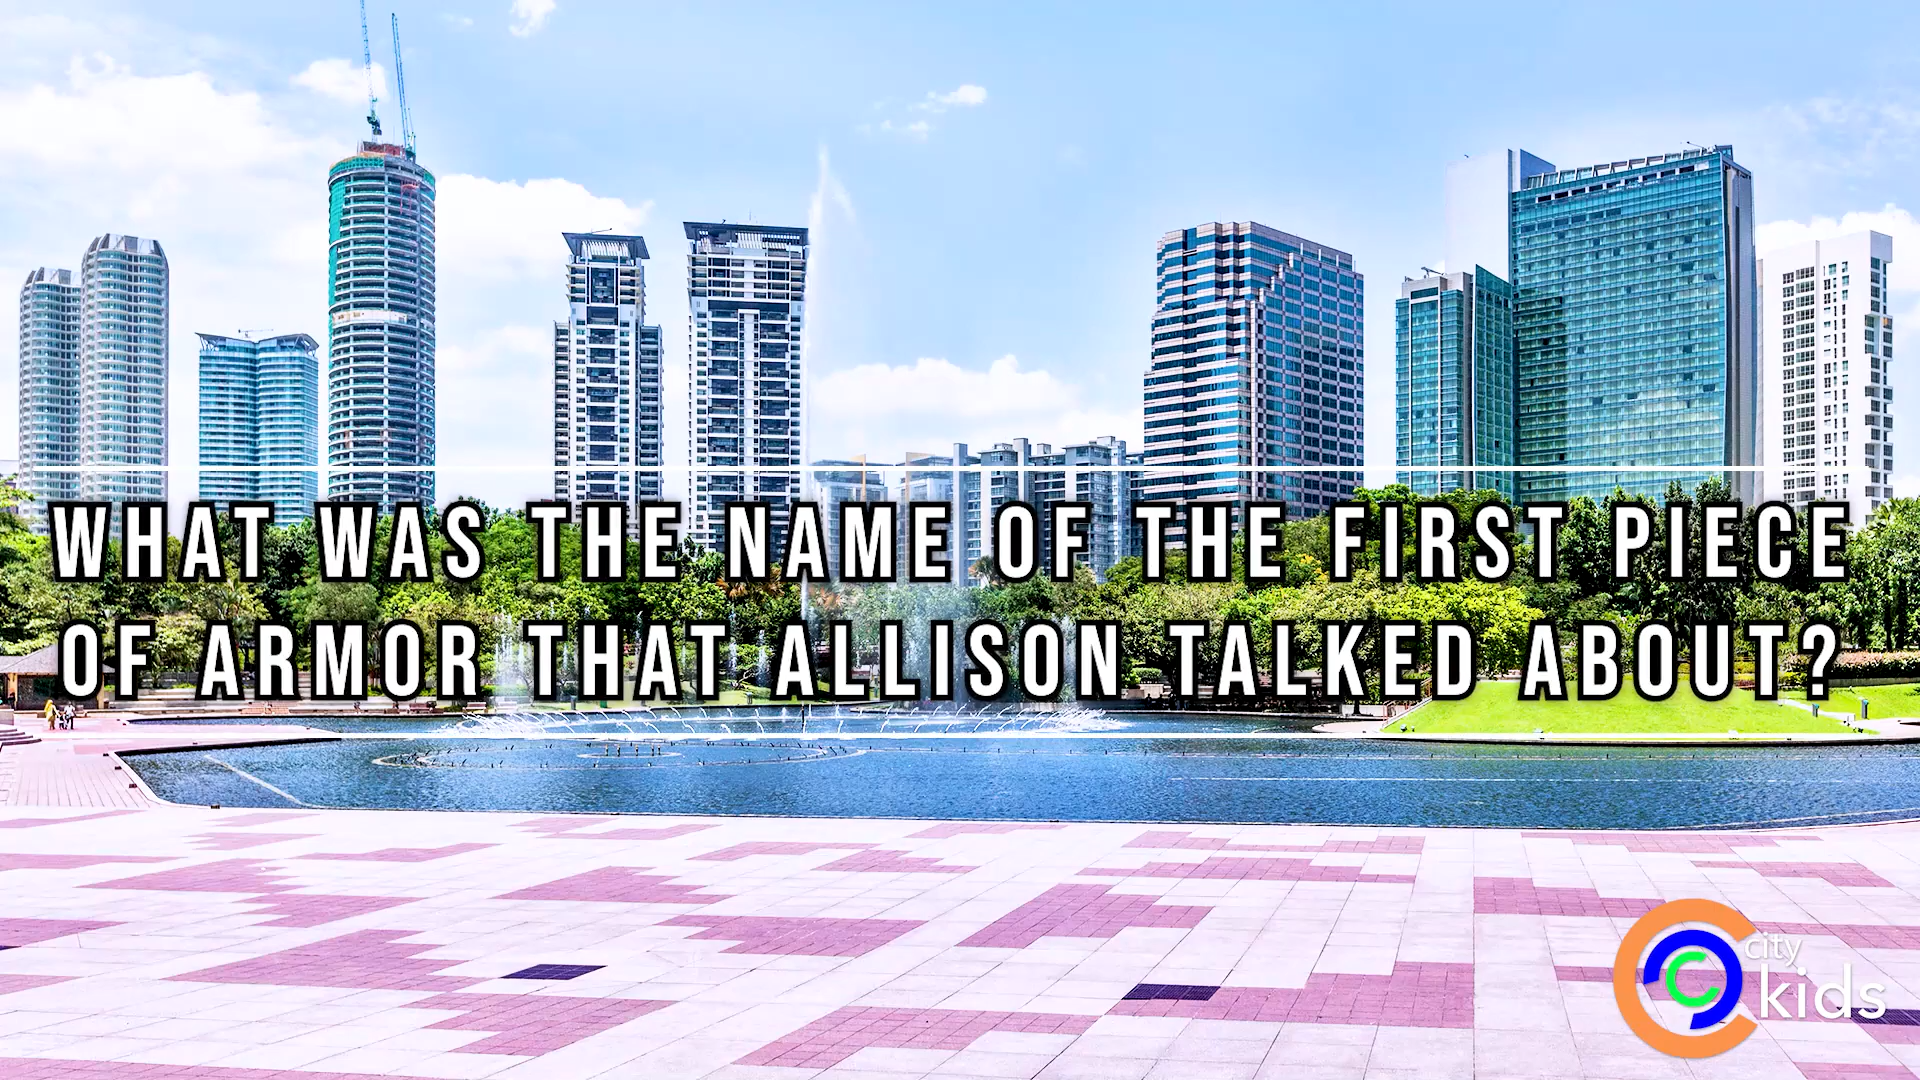 WHAT WAS THE NAME OF THE FIRST PIECE
OF ARMOR THAT ALLISON TALKED ABOUT?
city
kids